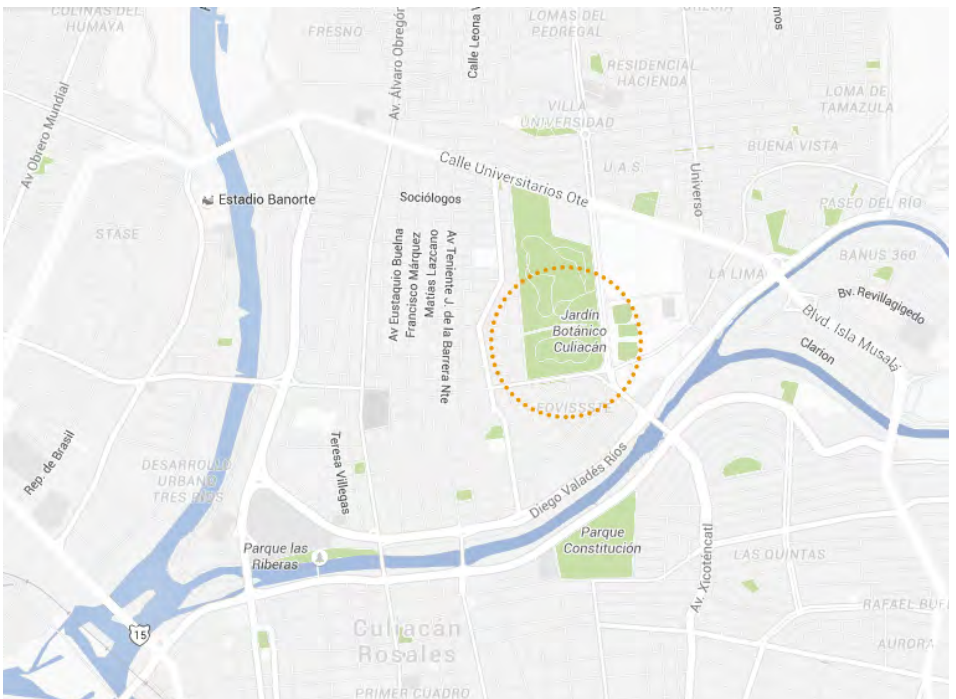 COLINAS DEL
HUMAYA
FRESNO
Av. Álvaro Obregón
Calle Leona
LOMAS DEL
PEDREGAL
RESIDENCIAL
HACIENDA
LOMA DE
TAMAZULA
Av Obrero Mundial
VILLA
UNIVERSIDAD
BUENA VISTA
Calle Universitarios Ote
U A S
Universo
Estadio Banorte
Sociólogos
PASEO DEL RÍO
STASE
Av Eustaquio Buelna
Francisco Márquez
Matías Lazcano
Av Teniente J. de la Barrera Nte
BANUS 360
LA LIMA
Bv. Revillagigedo
Jardín
Botánico
Culiacán
Blvd. Isla Musalá
Clarion
FOVISSSTE
Rep. de Brasil
Teresa Villegas
DESARROLLO
URBANO
TRES RÍOS
Diego Valadés Ríos
Parque
Constitución
Parque las
Riberas
LAS QUINTAS
Av. Xicoténcatl
15
Culiacán
Rosales
AURORA
PRIMER CUADRO